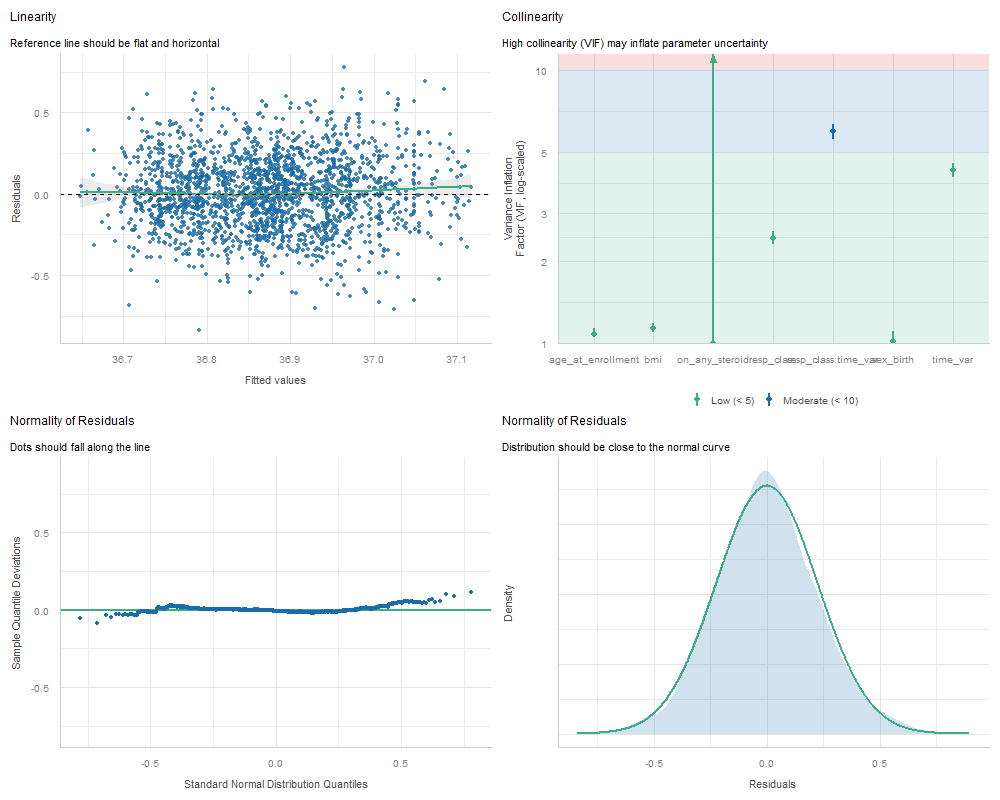 Linearity
Reference line should be flat and horizontal
Residuals
0.5
0.0
-0.5
36.7
36.8
36.9
37.0
37.1
Fitted values
Collinearity
High collinearity (VIF) may inflate parameter uncertainty
Variance Inflation
Factor (VIF, log-scaled)
10
5
3
2
1
age_at_enrollment
bmi
on_any_steroid
resp_class
resp_class:time_var
sex_birth
time_var
Low (< 5)
Moderate (< 10)
Normality of Residuals
Dots should fall along the line
Sample Quantile Deviations
0.5
0.0
-0.5
-0.5
0.0
0.5
Standard Normal Distribution Quantiles
Normality of Residuals
Distribution should be close to the normal curve
Density
-0.5
0.0
0.5
Residuals